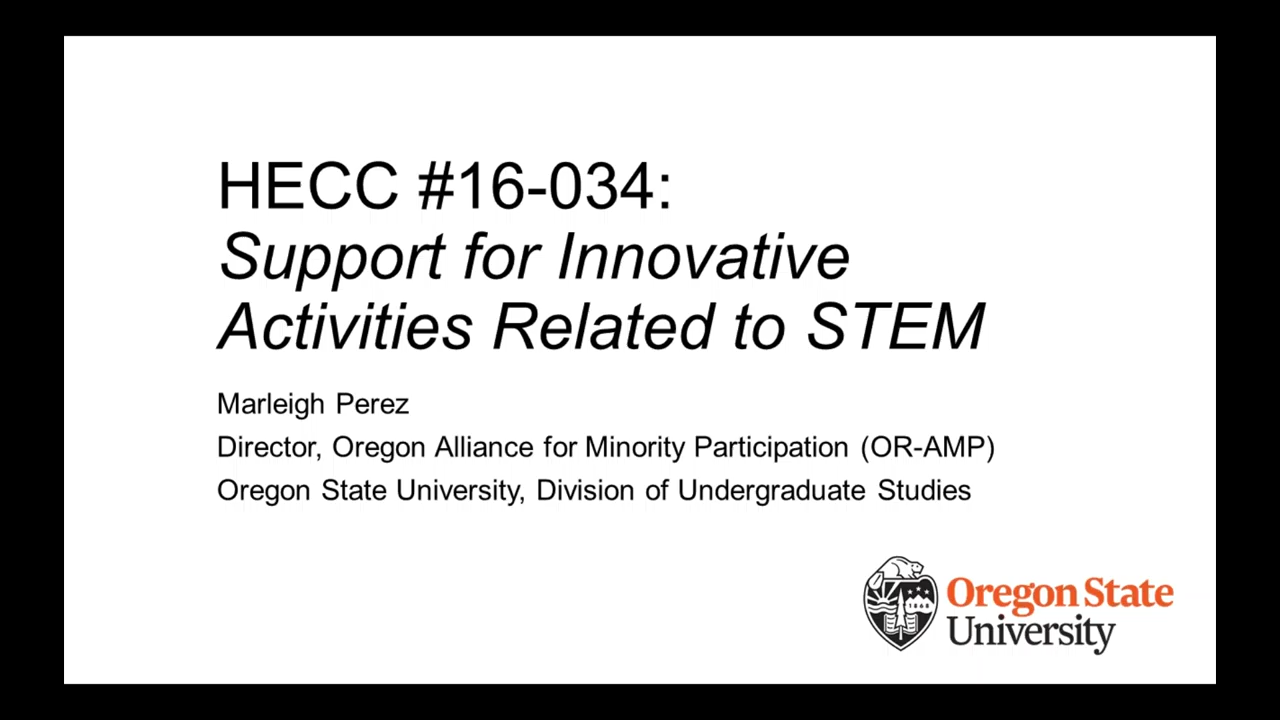 HECC #16-034:
Support for Innovative
Activities Related to STEM
Marleigh Perez
Director, Oregon Alliance for Minority Participation (OR-AMP)
Oregon State University, Division of Undergraduate Studies
1868
Oregon State
University